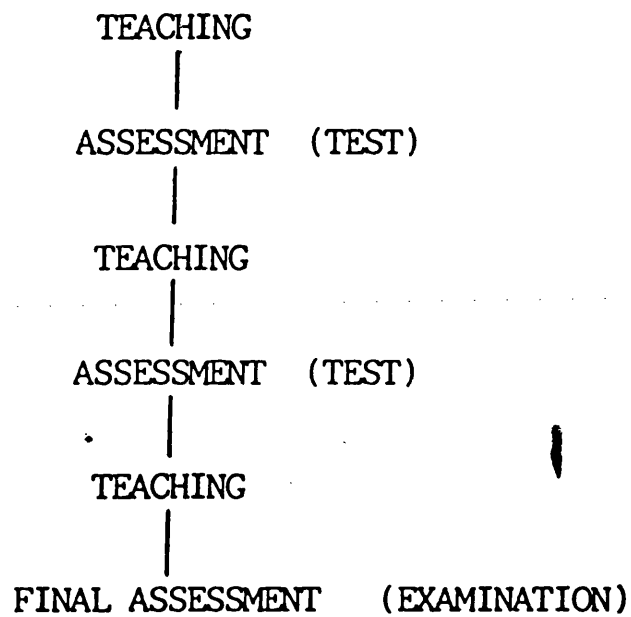 TEACHING
ASSESSMENT (TEST)
TEACHING
ASSESSMENT (TEST)
TEACHING
FINAL ASSESSMENT (EXAMINATION)